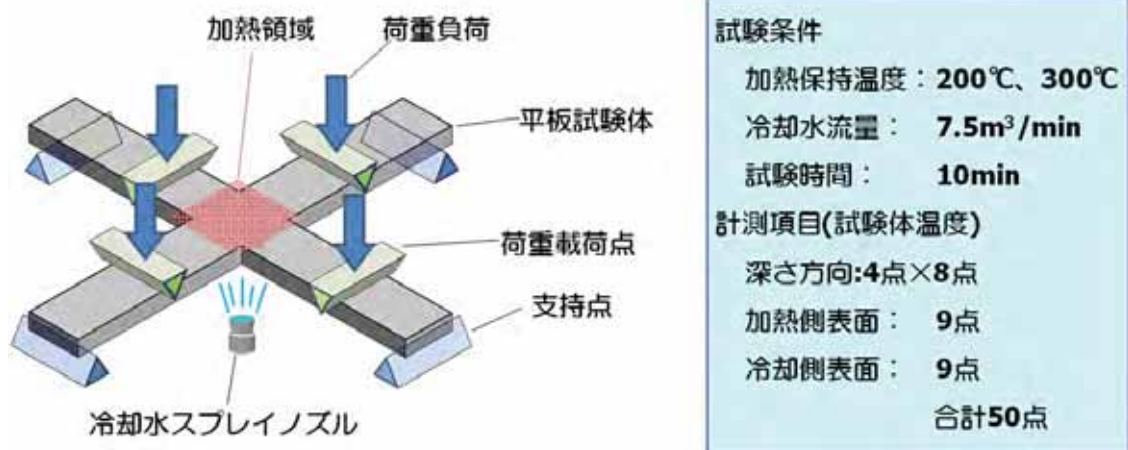 加熱領域
荷重負荷
平板試験体
荷重載荷点
支持点
冷却水スプレイノズル
試験条件
加熱保持温度：200℃、300℃
冷却水流量： 7.5m³/min
試験時間： 10min
計測項目(試験体温度)
深さ方向:4点×8点
加熱側表面： 9点
冷却側表面： 9点
合計50点